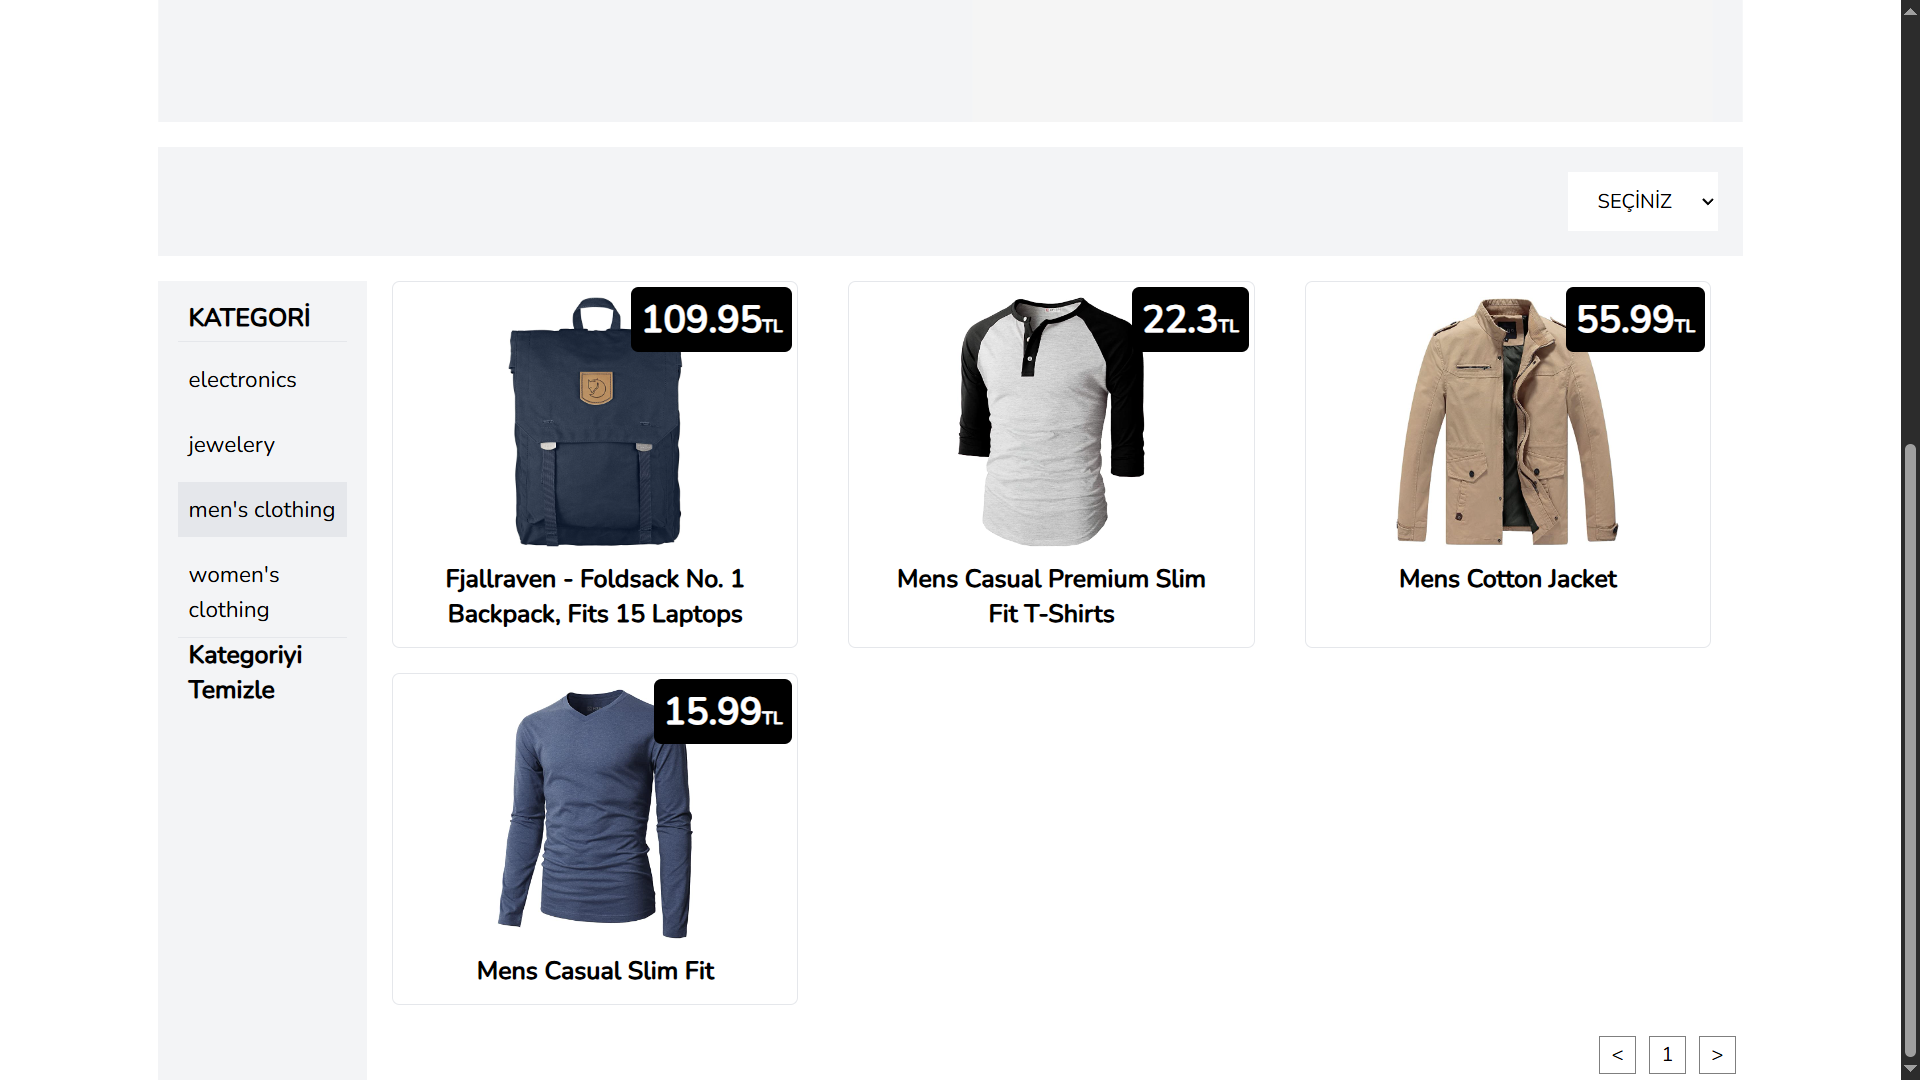 SEÇİNİZ
KATEGORİ
electronics
jewelery
men's clothing
women's
clothing
Kategoriyi
Temizle
109.95TL
Fjallraven - Foldsack No. 1
Backpack, Fits 15 Laptops
22.3TL
Mens Casual Premium Slim
Fit T-Shirts
55.99TL
Mens Cotton Jacket
15.99TL
Mens Casual Slim Fit
< 1 >